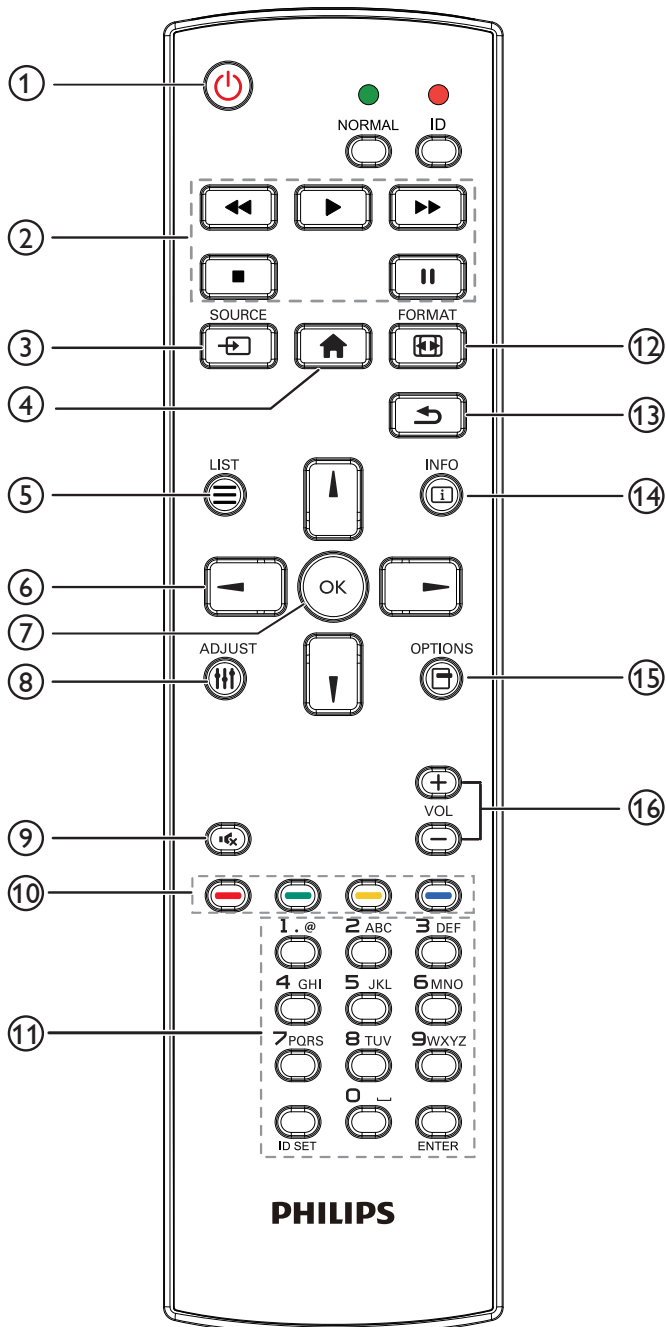 ①
NORMAL ID
②
SOURCE FORMAT
③ ⑫
④ ⑬
LIST INFO
⑤ ⑭
⑥ OK
⑦
ADJUST OPTIONS
⑧ ⑮
+
VOL ⑯
⑨ −
⑩
1 . @ 2 ABC 3 DEF
4 GHI 5 JKL 6 MNO
⑪ 7 PQRS 8 TUV 9 WXYZ
0 ⎵
ID SET ENTER
PHILIPS